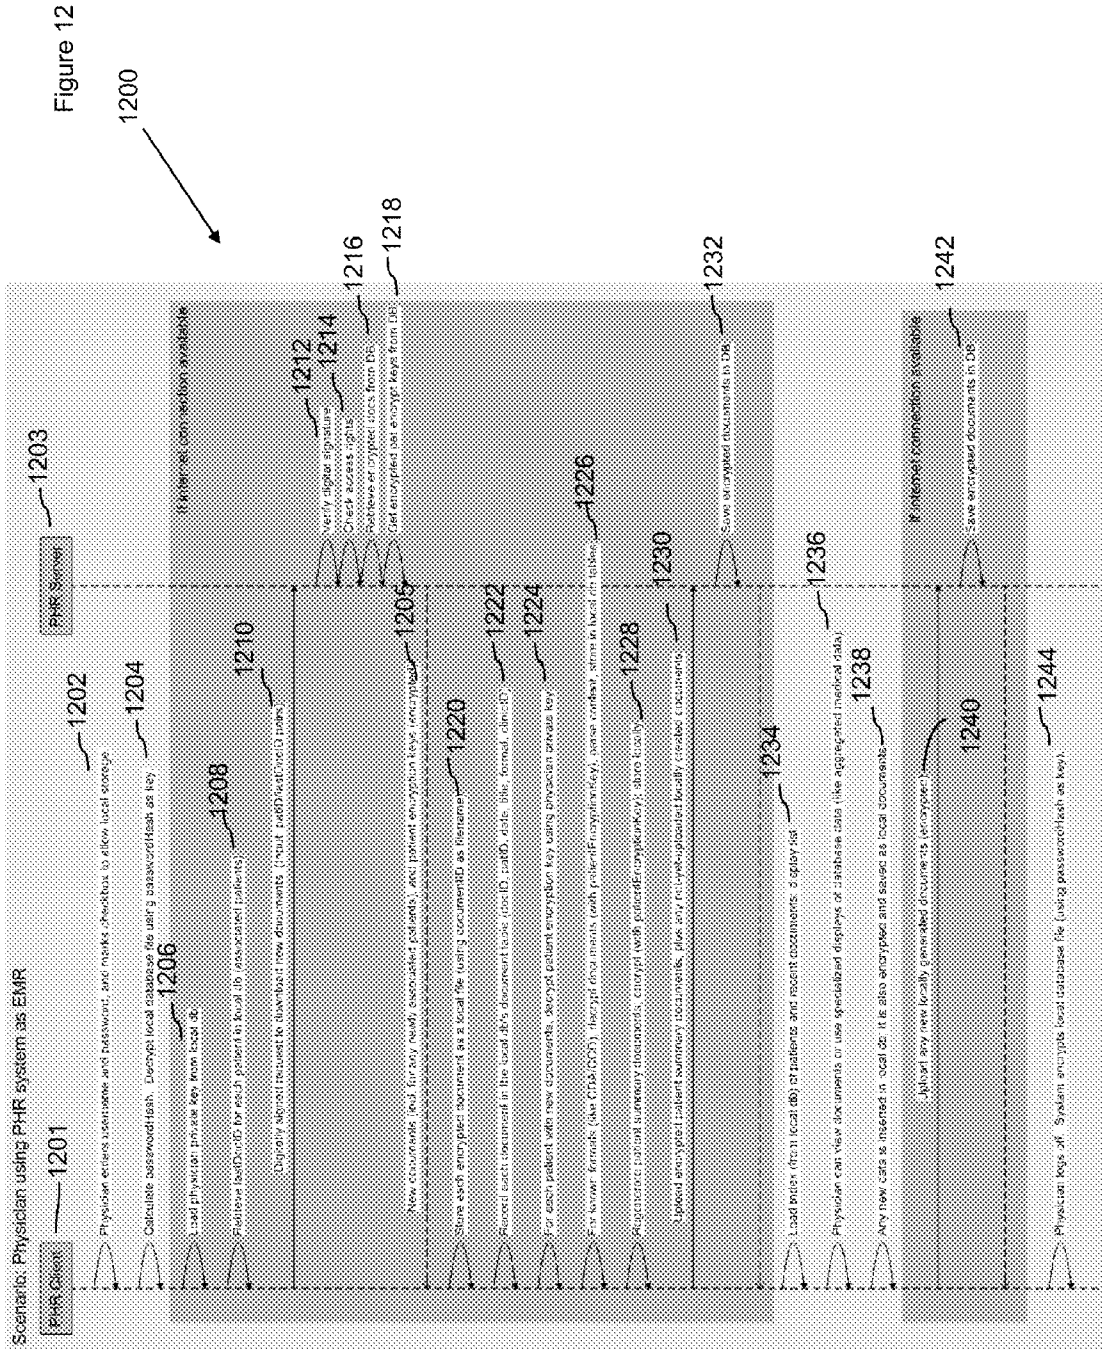 Figure 12
1200
Scenario: Physician using PHR system as EMR
PHR Client
1201
PHR Server
1203
Physician enters username and password, and marks checkbox to allow local storage
1202
Calculate passwordHash. Decrypt local database file using passwordHash as key
1204
If internet connection available
1206
Load physician private key from local db
Retrieve lastDocID for each patient in local db (associated patients)
1208
Digitally signed request to download new documents (input: patID/lastDocID pairs)
1210
Verify digital signature
1212
Check access rights
1214
Retrieve encrypted docs from DB
1216
Get encrypted pat encrypt keys from DB
1218
New documents (incl. for any newly associated patients), and patient encryption keys (encrypted)
1205
Store each encrypted document as a local file (using documentID as filename)
1220
Record each document in the local db's document table (docID, patID, date, title, format, directID)
1222
For each patient with new documents, decrypt patient encryption key using physician private key
1224
For known formats (like CDA/CCD), decrypt documents (with patientEncryptionKey), parse content, store in local db tables
1226
Regenerate patient summary documents; encrypt (with patientEncryptionKey); store locally
1228
Upload encrypted patient summary documents, plus any not-yet-uploaded locally created documents
1230
Save encrypted documents in DB
1232
Load index (from local db) of patients and recent documents; display list
1234
Physician can view documents or use specialized displays of database data (like aggregated medical data)
1236
Any new data is inserted in local db. It is also encrypted and saved as local documents
1238
If internet connection available
Upload any new locally generated documents (encrypted)
1240
Save encrypted documents in DB
1242
Physician logs off. System encrypts local database file (using passwordHash as key).
1244